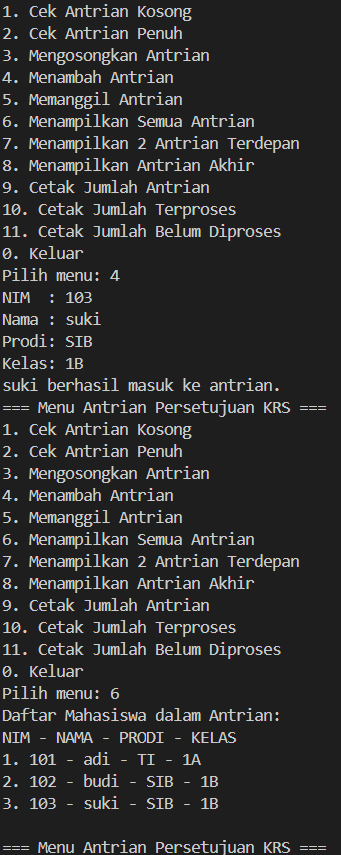 1. Cek Antrian Kosong
2. Cek Antrian Penuh
3. Mengosongkan Antrian
4. Menambah Antrian
5. Memanggil Antrian
6. Menampilkan Semua Antrian
7. Menampilkan 2 Antrian Terdepan
8. Menampilkan Antrian Akhir
9. Cetak Jumlah Antrian
10. Cetak Jumlah Terproses
11. Cetak Jumlah Belum Diproses
0. Keluar
Pilih menu: 4
NIM  : 103
Nama : suki
Prodi: SIB
Kelas: 1B
suki berhasil masuk ke antrian.
=== Menu Antrian Persetujuan KRS ===
1. Cek Antrian Kosong
2. Cek Antrian Penuh
3. Mengosongkan Antrian
4. Menambah Antrian
5. Memanggil Antrian
6. Menampilkan Semua Antrian
7. Menampilkan 2 Antrian Terdepan
8. Menampilkan Antrian Akhir
9. Cetak Jumlah Antrian
10. Cetak Jumlah Terproses
11. Cetak Jumlah Belum Diproses
0. Keluar
Pilih menu: 6
Daftar Mahasiswa dalam Antrian:
NIM - NAMA - PRODI - KELAS
1. 101 - adi - TI - 1A
2. 102 - budi - SIB - 1B
3. 103 - suki - SIB - 1B

=== Menu Antrian Persetujuan KRS ===